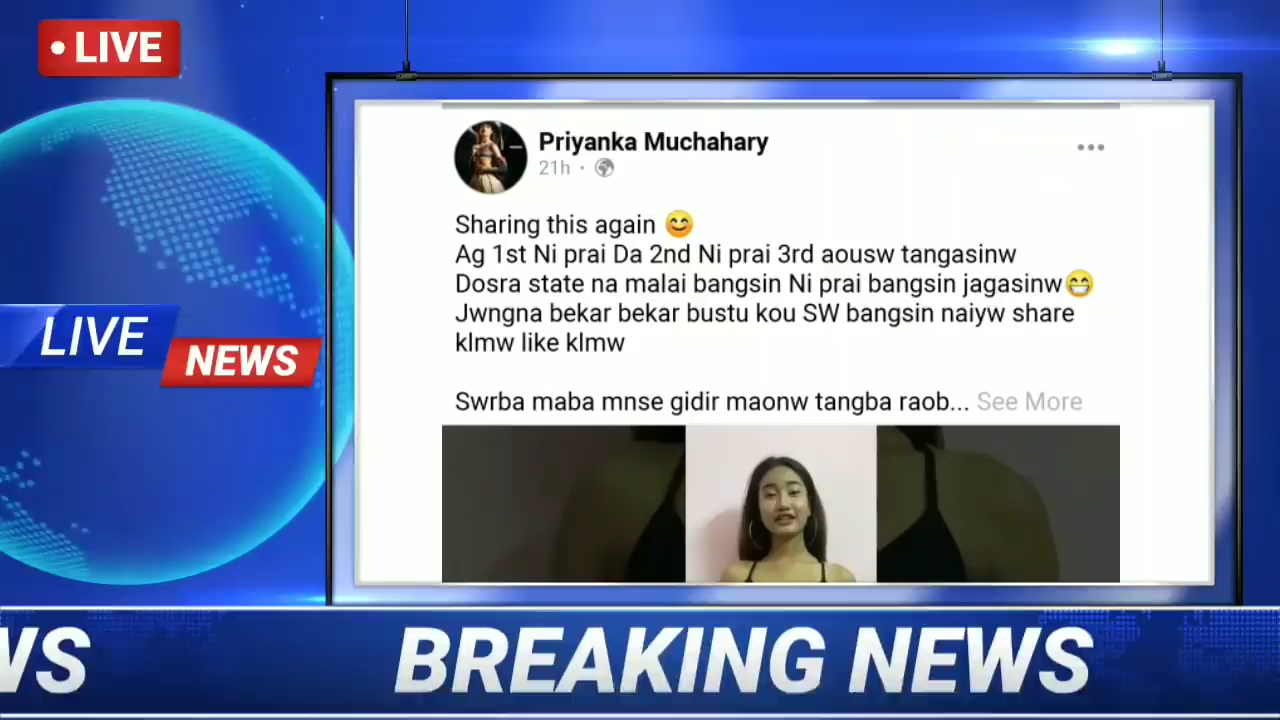 LIVE
Priyanka Muchahary
21h ·
Sharing this again 😊
Ag 1st Ni prai Da 2nd Ni prai 3rd aousw tangasinw
Dosra state na malai bangsin Ni prai bangsin jagasinw😁
Jwngna bekar bekar bustu kou SW bangsin naiyw share
klmw like klmw
Swrba maba mnse gidir maonw tangba raob... See More
LIVE
NEWS
WS
BREAKING NEWS